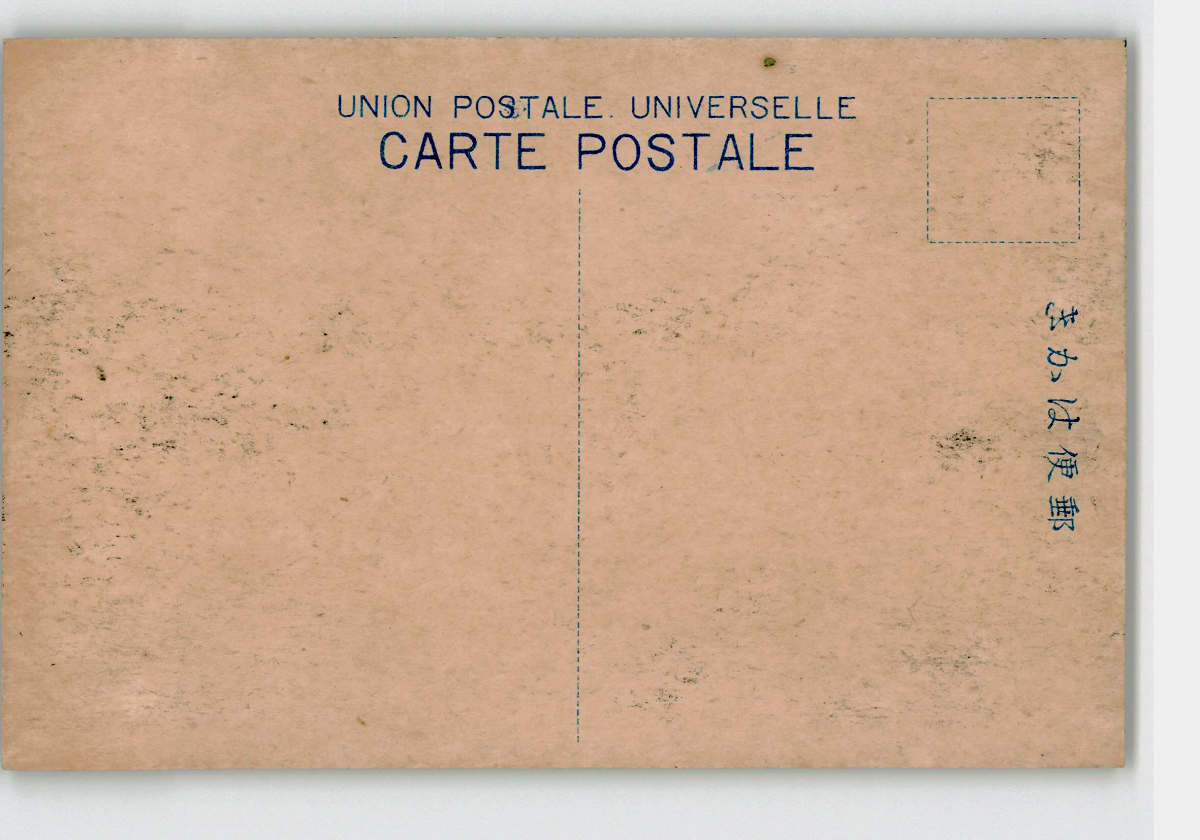 UNION POSTALE. UNIVERSELLE
CARTE POSTALE
郵便はかき